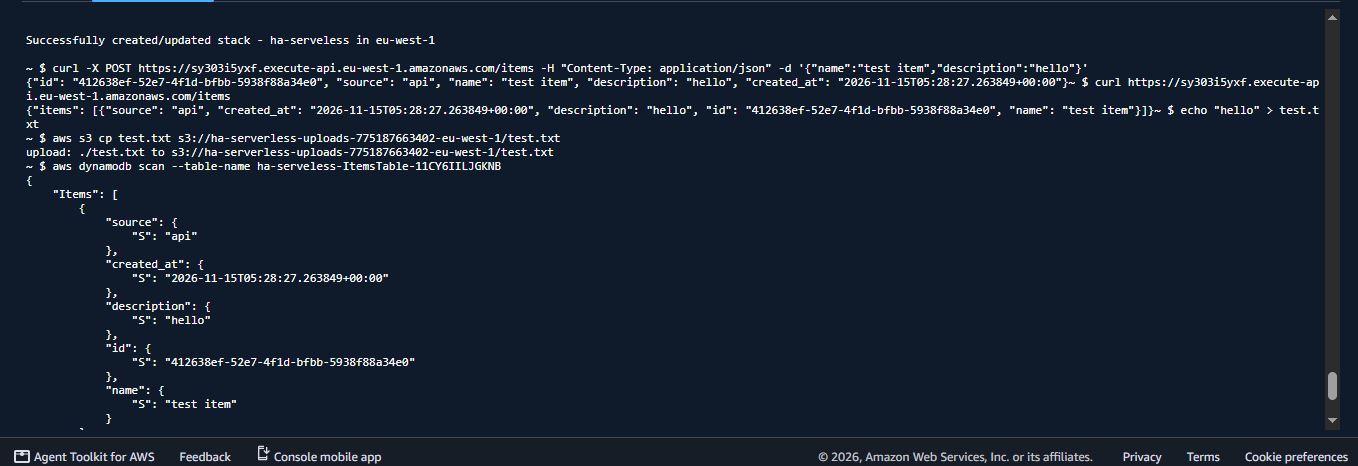 Successfully created/updated stack - ha-serveless in eu-west-1
~ $ curl -X POST https://sy303i5yxf.execute-api.eu-west-1.amazonaws.com/items -H "Content-Type: application/json" -d '{"name":"test item","description":"hello"}'
{"id": "412638ef-52e7-4f1d-bfbb-5938f88a34e0", "source": "api", "name": "test item", "description": "hello", "created_at": "2026-11-15T05:28:27.263849+00:00"}~ $ curl https://sy303i5yxf.execute-ap
i.eu-west-1.amazonaws.com/items
{"items": [{"source": "api", "created_at": "2026-11-15T05:28:27.263849+00:00", "description": "hello", "id": "412638ef-52e7-4f1d-bfbb-5938f88a34e0", "name": "test item"}]}~ $ echo "hello" > test.t
xt
~ $ aws s3 cp test.txt s3://ha-serverless-uploads-775187663402-eu-west-1/test.txt
upload: ./test.txt to s3://ha-serverless-uploads-775187663402-eu-west-1/test.txt
~ $ aws dynamodb scan --table-name ha-serveless-ItemsTable-11CY6IILJGKNB
{
    "Items": [
        {
            "source": {
                "S": "api"
            },
            "created_at": {
                "S": "2026-11-15T05:28:27.263849+00:00"
            },
            "description": {
                "S": "hello"
            },
            "id": {
                "S": "412638ef-52e7-4f1d-bfbb-5938f88a34e0"
            },
            "name": {
                "S": "test item"
            }
Agent Toolkit for AWS Feedback Console mobile app © 2026, Amazon Web Services, Inc. or its affiliates. Privacy Terms Cookie preferences